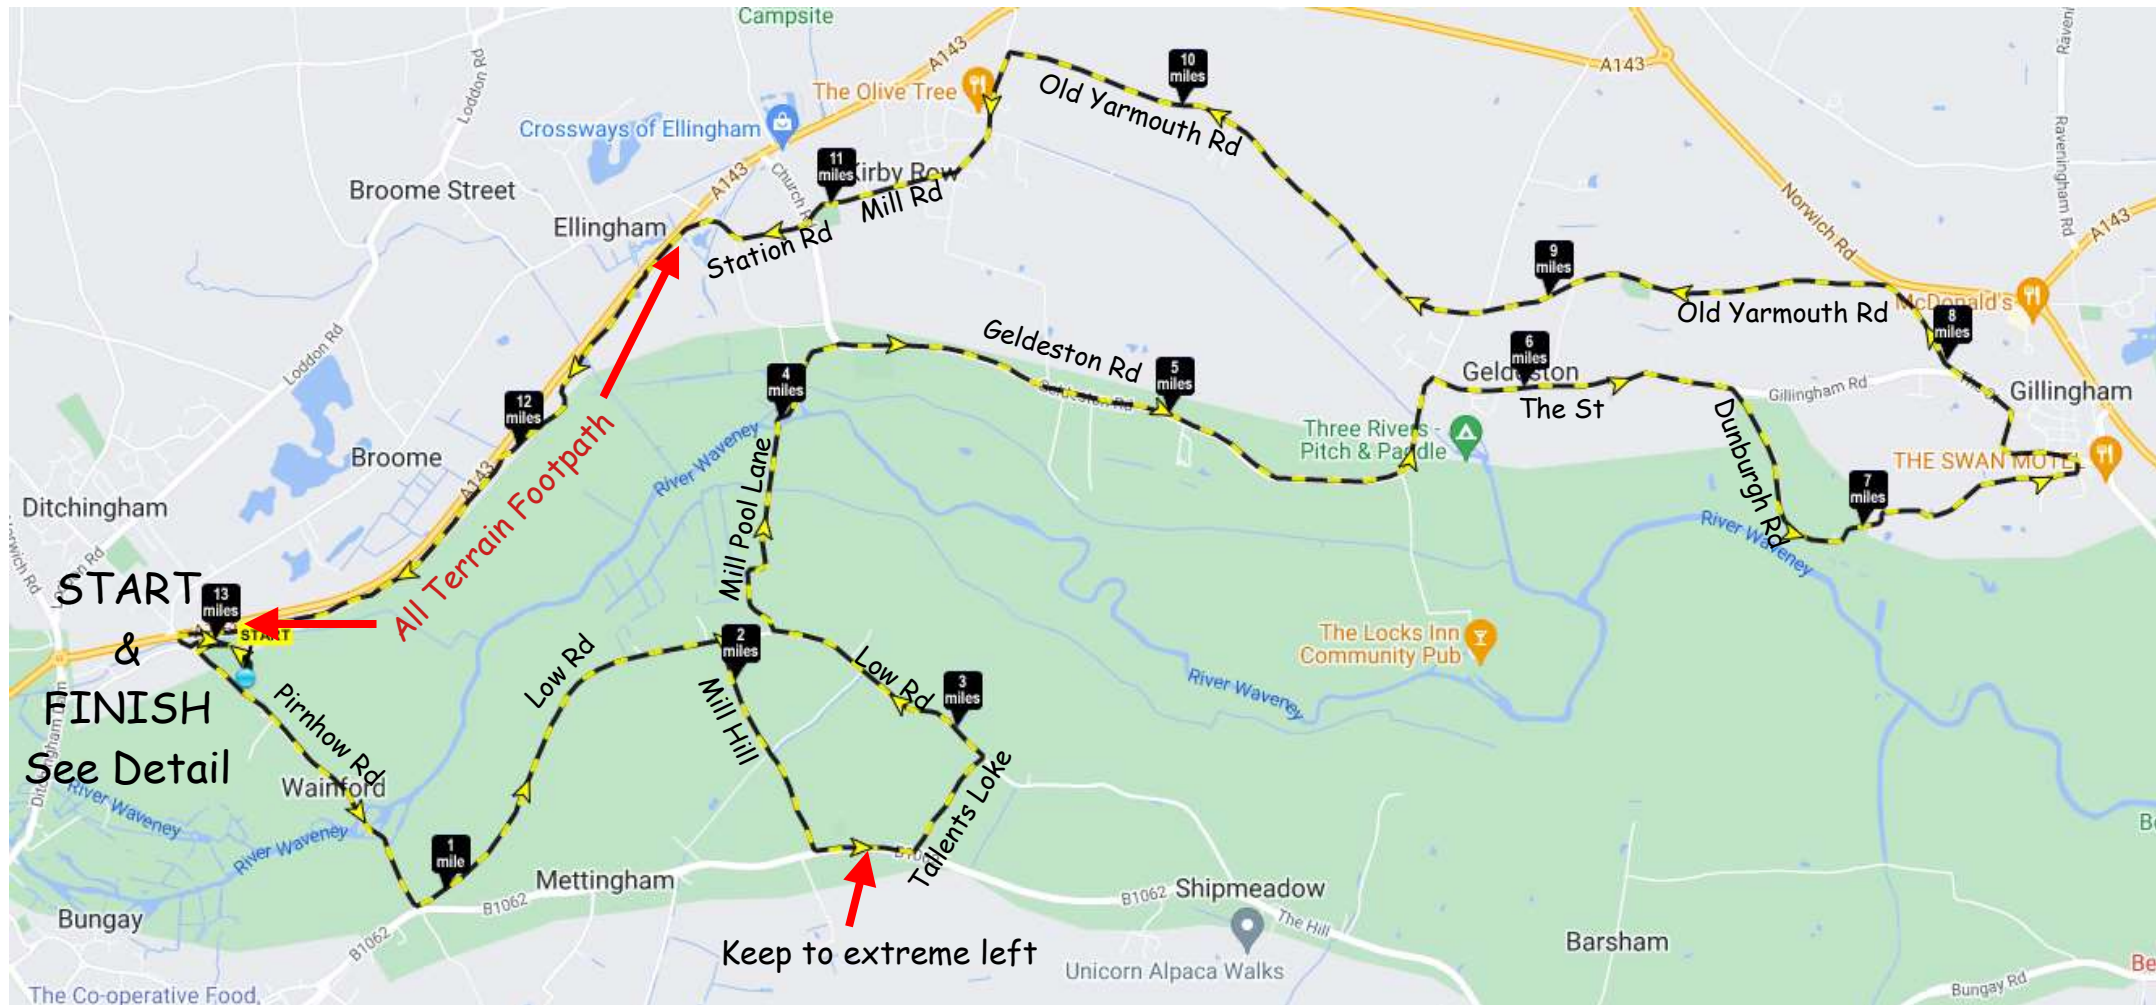 Campsite
A143
The Olive Tree
Loddon Rd
10
miles
Old Yarmouth Rd
A143
Crossways of Ellingham
11
miles
Kirby Row
Mill Rd
A143
Broome Street
Church R
Ellingham
Station Rd
Norwich Rd
Raveningham Rd
A143
9
miles
Old Yarmouth Rd
McDonald's
8
miles
Loddon Rd
Geldeston Rd
Geldeston Rd
4
miles
5
miles
6
miles
Geldeston
The St
Gillingham Rd
Gillingham
12
miles
Broome
A143
Three Rivers -
Pitch & Paddle
Dunburgh Rd
THE SWAN MOTEL
7
miles
River Waveney
River Waveney
Mill Pool Lane
All Terrain Footpath
Ditchingham
START
&
FINISH
See Detail
13
miles
START
Pirnhow Rd
Low Rd
2
miles
Mill Hill
Low Rd
3
miles
Tallents Loke
The Locks Inn
Community Pub
River Waveney
Wainford
River Waveney
River Waveney
1
mile
Mettingham
B1062
B1062
B1062
Shipmeadow
The Hill
Keep to extreme left
Unicorn Alpaca Walks
Barsham
Bungay
Bungay Rd
The Co-operative Food,